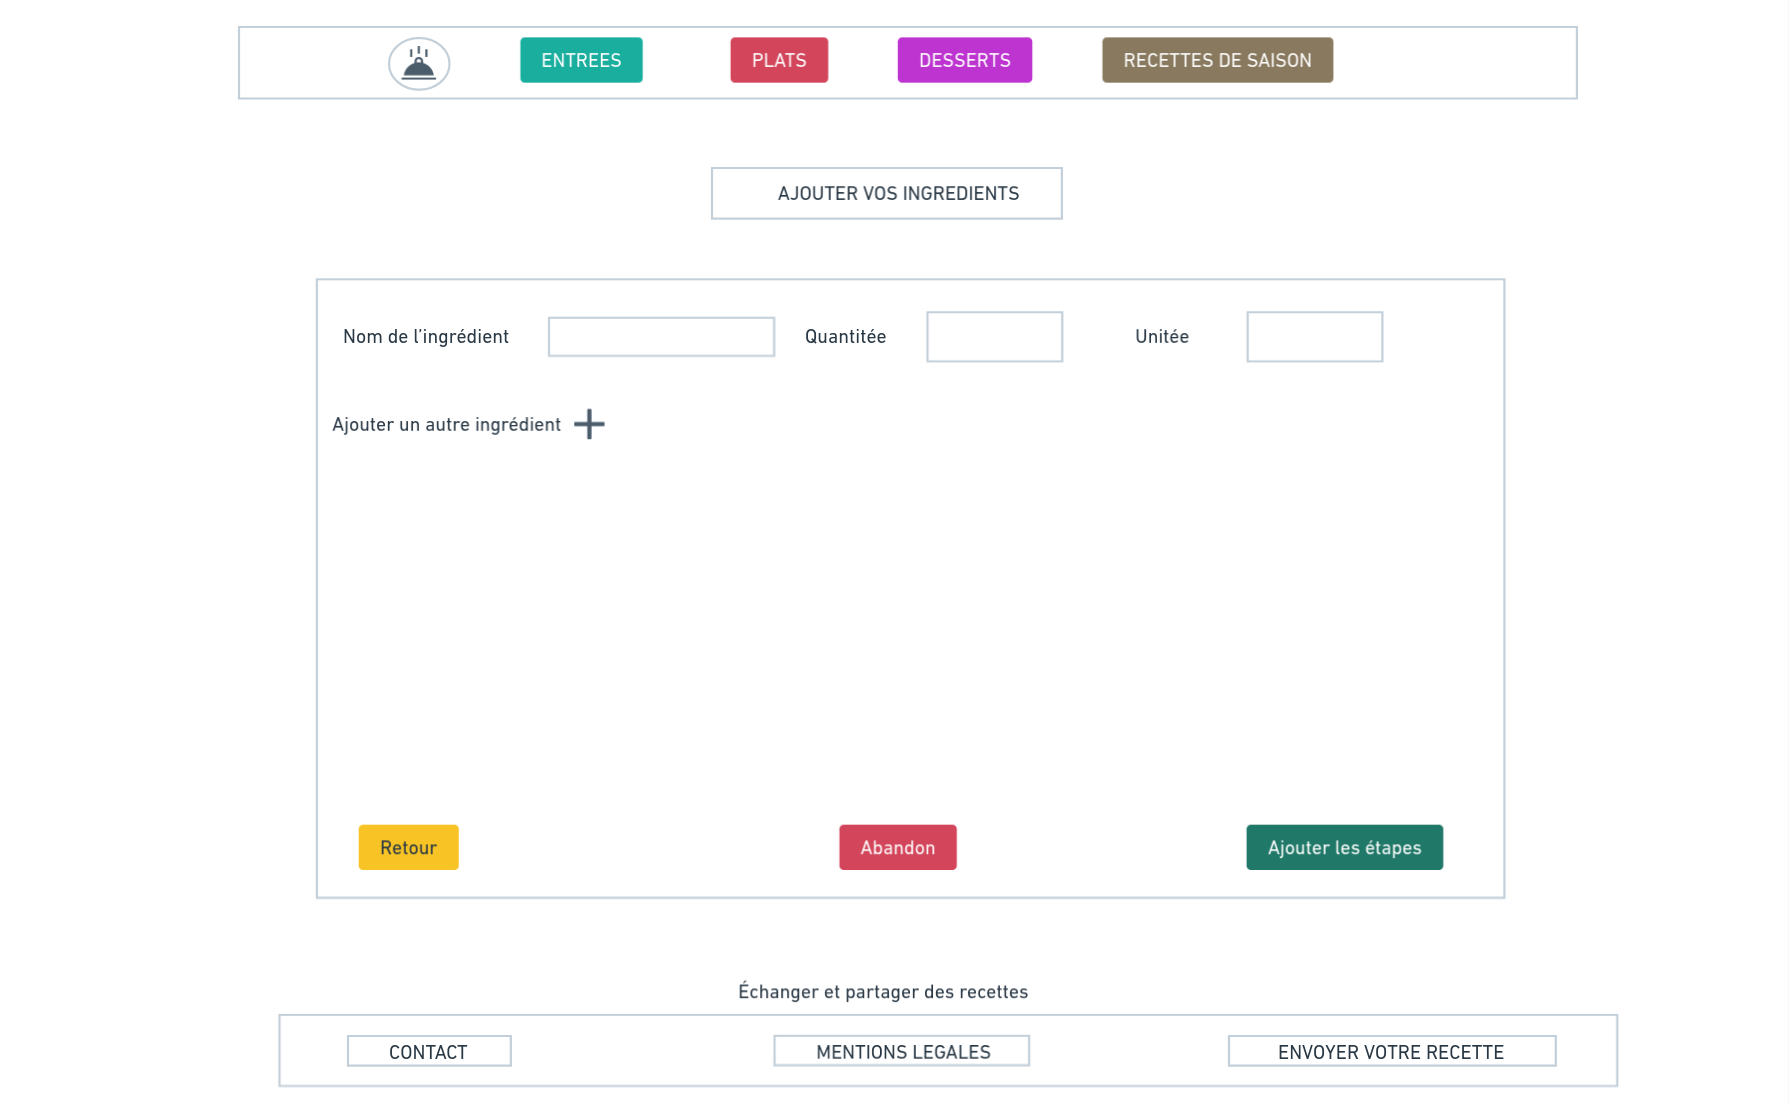 ENTREES PLATS DESSERTS RECETTES DE SAISON
AJOUTER VOS INGREDIENTS
Nom de l'ingrédient Quantitée Unitée
Ajouter un autre ingrédient
Retour Abandon Ajouter les étapes
Échanger et partager des recettes
CONTACT MENTIONS LEGALES ENVOYER VOTRE RECETTE